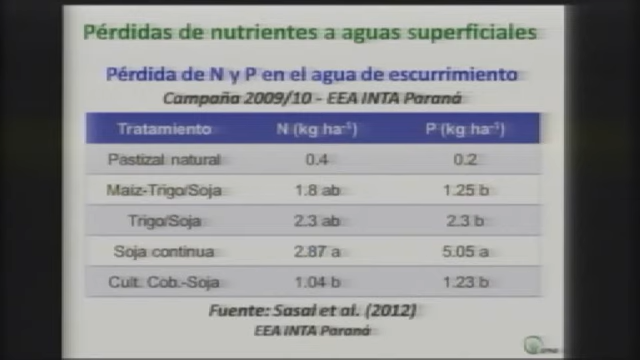 Pérdidas de nutrientes a aguas superficiales
Pérdida de N y P en el agua de escurrimiento
Campaña 2009/10 - EEA INTA Paraná
Tratamiento N (kg ha⁻¹) P (kg ha⁻¹)
Pastizal natural 0.4 0.2
Maíz-Trigo/Soja 1.8 ab 1.25 b
Trigo/Soja 2.3 ab 2.3 b
Soja continua 2.87 a 5.05 a
Cult. Cob.-Soja 1.04 b 1.23 b
Fuente: Sasal et al. (2012)
EEA INTA Paraná